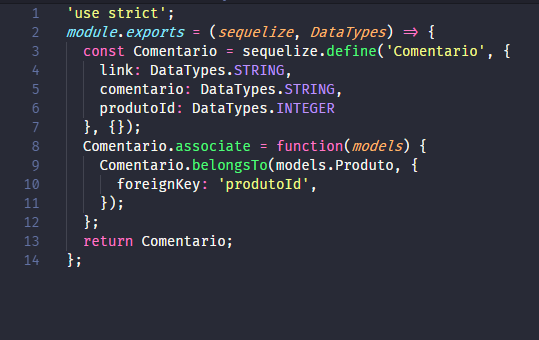 1 'use strict';
2 module.exports = (sequelize, DataTypes) => {
3 const Comentario = sequelize.define('Comentario', {
4 link: DataTypes.STRING,
5 comentario: DataTypes.STRING,
6 produtoId: DataTypes.INTEGER
7 }, {});
8 Comentario.associate = function(models) {
9 Comentario.belongsTo(models.Produto, {
10 foreignKey: 'produtoId',
11 });
12 };
13 return Comentario;
14 };